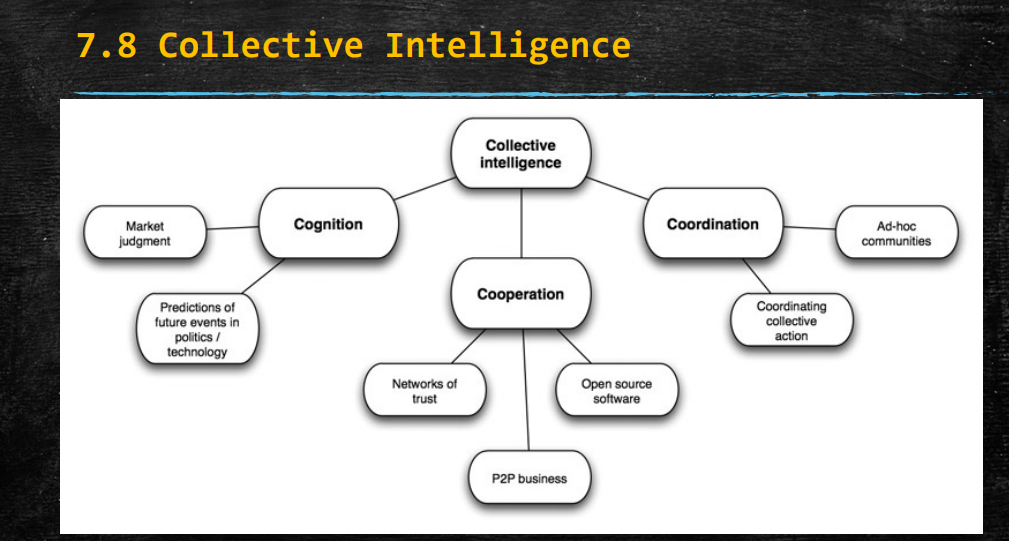 7.8 Collective Intelligence
Collective
intelligence
Cognition
Coordination
Market
judgment
Ad-hoc
communities
Cooperation
Predictions of
future events in
politics /
technology
Coordinating
collective
action
Networks of
trust
Open source
software
P2P business